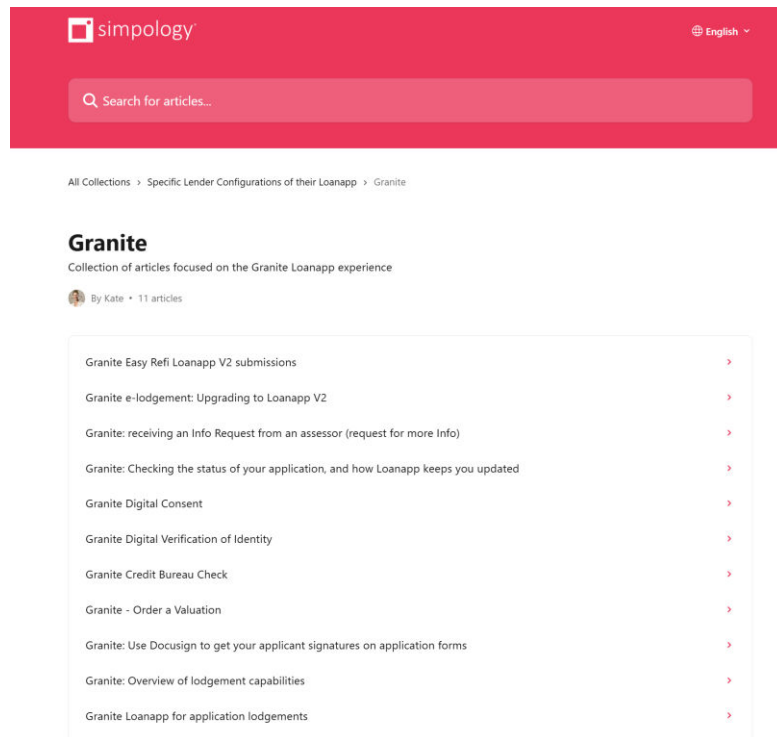 simpology
English
Search for articles...
All Collections > Specific Lender Configurations of their Loanapp > Granite
Granite
Collection of articles focused on the Granite Loanapp experience
By Kate • 11 articles
Granite Easy Refi Loanapp V2 submissions
Granite e-lodgement: Upgrading to Loanapp V2
Granite: receiving an Info Request from an assessor (request for more Info)
Granite: Checking the status of your application, and how Loanapp keeps you updated
Granite Digital Consent
Granite Digital Verification of Identity
Granite Credit Bureau Check
Granite - Order a Valuation
Granite: Use Docusign to get your applicant signatures on application forms
Granite: Overview of lodgement capabilities
Granite Loanapp for application lodgements